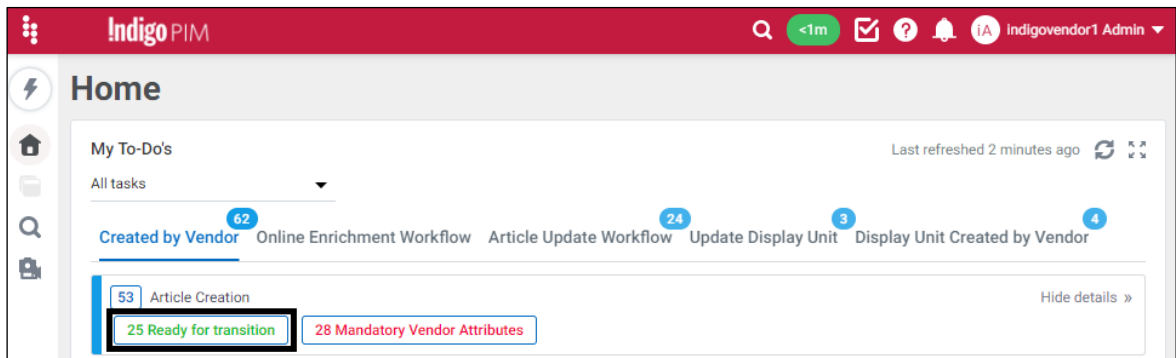 Indigo PIM
<1m
?
iA
indigovendor1 Admin
Home
My To-Do's
Last refreshed 2 minutes ago
All tasks
Created by Vendor 62
Online Enrichment Workflow
Article Update Workflow 24
Update Display Unit 3
Display Unit Created by Vendor 4
53 Article Creation
Hide details »
25 Ready for transition
28 Mandatory Vendor Attributes